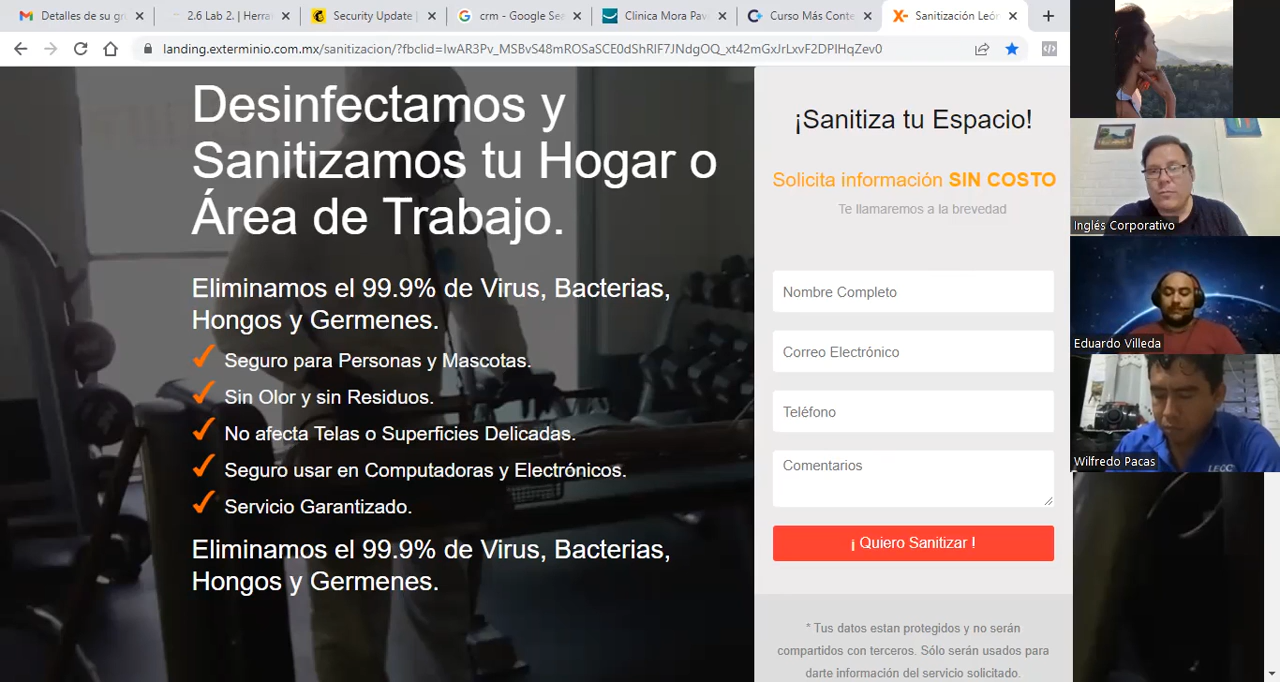 Detalles de su gr
2.6 Lab 2. | Herra
Security Update |
crm - Google Se
Clinica Mora Pav
Curso Más Conte
Sanitización León
landing.exterminio.com.mx/sanitizacion/?fbclid=IwAR3Pv_MSBvS48mROSaSCE0dShRIF7JNdgOQ_xt42mGxJrLxvF2DPIHqZev0
Desinfectamos y
Sanitizamos tu Hogar o
Área de Trabajo.
Eliminamos el 99.9% de Virus, Bacterias,
Hongos y Germenes.
Seguro para Personas y Mascotas.
Sin Olor y sin Residuos.
No afecta Telas o Superficies Delicadas.
Seguro usar en Computadoras y Electrónicos.
Servicio Garantizado.
Eliminamos el 99.9% de Virus, Bacterias,
Hongos y Germenes.
¡Sanitiza tu Espacio!
Solicita información SIN COSTO
Te llamaremos a la brevedad
Nombre Completo
Correo Electrónico
Teléfono
Comentarios
¡ Quiero Sanitizar !
* Tus datos estan protegidos y no serán
compartidos con terceros. Sólo serán usados para
darte información del servicio solicitado.
Inglés Corporativo
Eduardo Villeda
Wilfredo Pacas
LECC